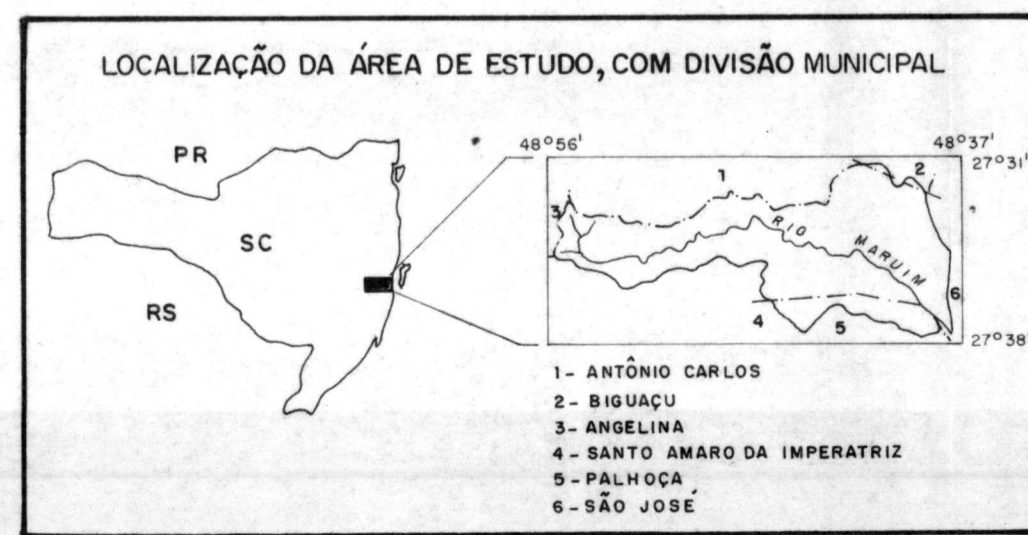 LOCALIZAÇÃO DA ÁREA DE ESTUDO, COM DIVISÃO MUNICIPAL
PR
SC
RS
48°56'
48°37'
27°31'
1
2
3
RIO MARUIM
6
4
5
27°38'
1- ANTÔNIO CARLOS
2- BIGUAÇU
3- ANGELINA
4- SANTO AMARO DA IMPERATRIZ
5- PALHOÇA
6- SÃO JOSÉ